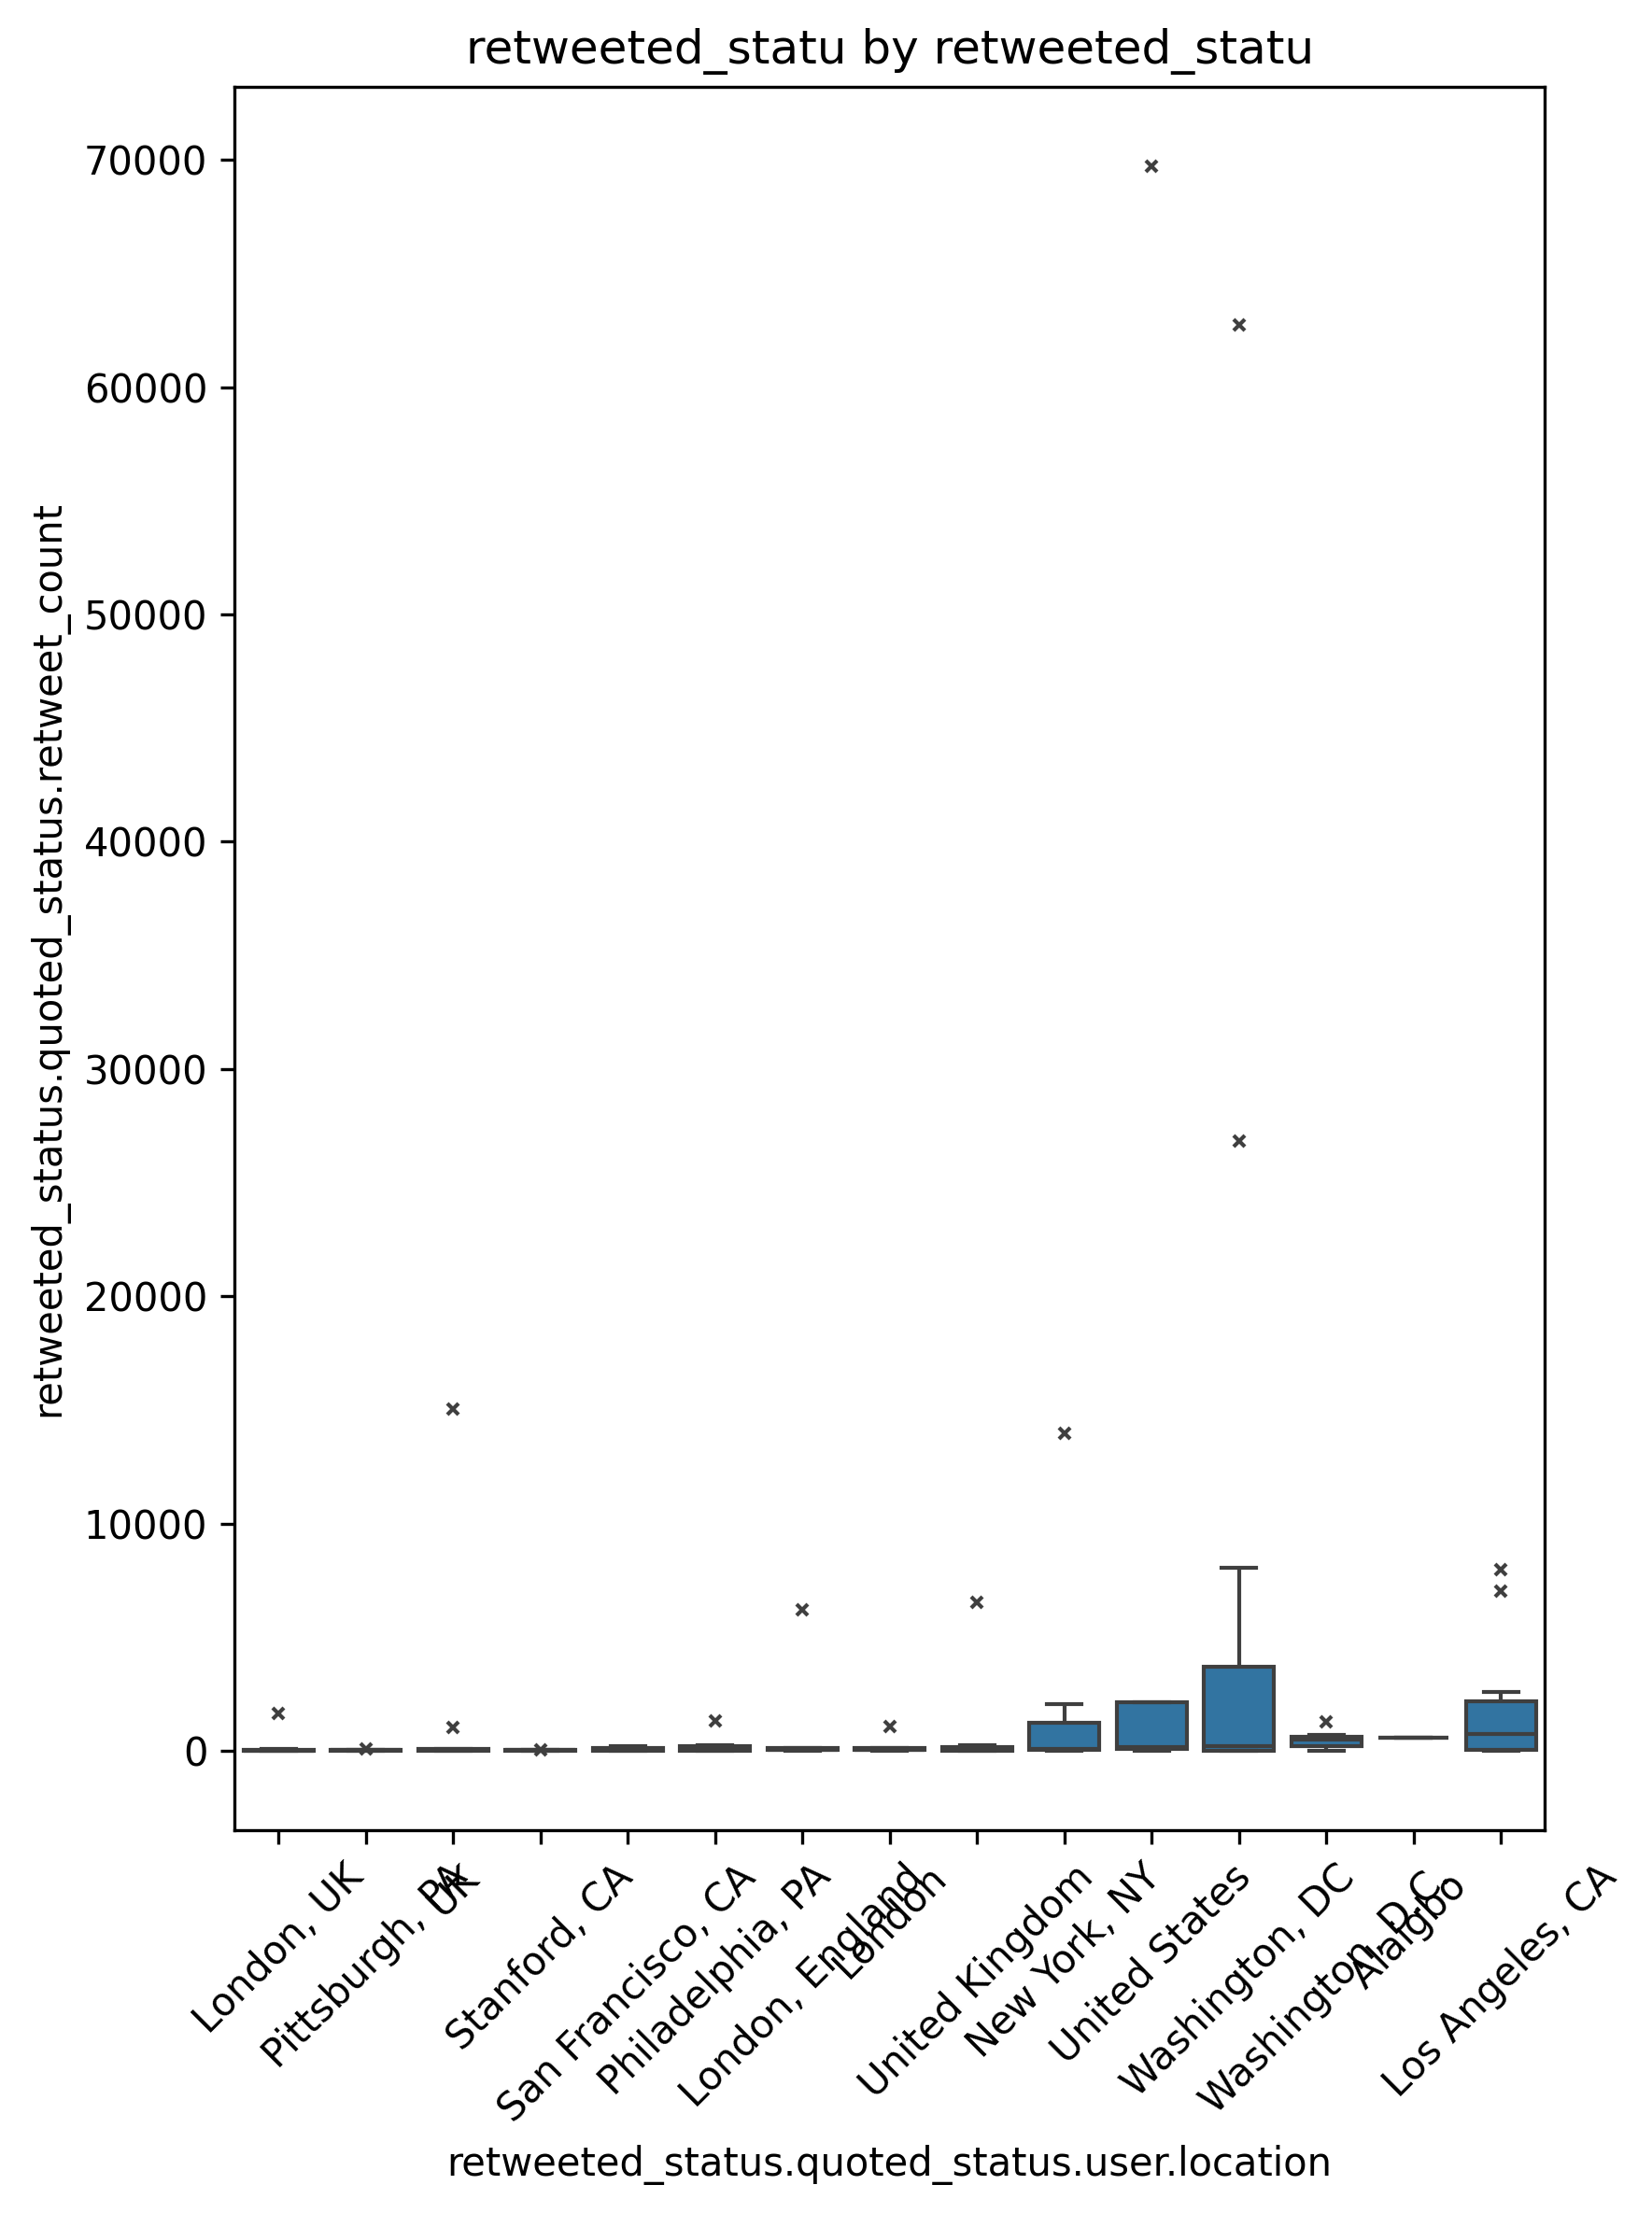 retweeted_statu by retweeted_statu
retweeted_status.quoted_status.retweet_count
70000
60000
50000
40000
30000
20000
10000
0
London, UK
Pittsburgh, PA
UK
Stanford, CA
San Francisco, CA
Philadelphia, PA
London, England
London
United Kingdom
New York, NY
United States
Washington, DC
Washington, D.C.
Alaigbo
Los Angeles, CA
retweeted_status.quoted_status.user.location